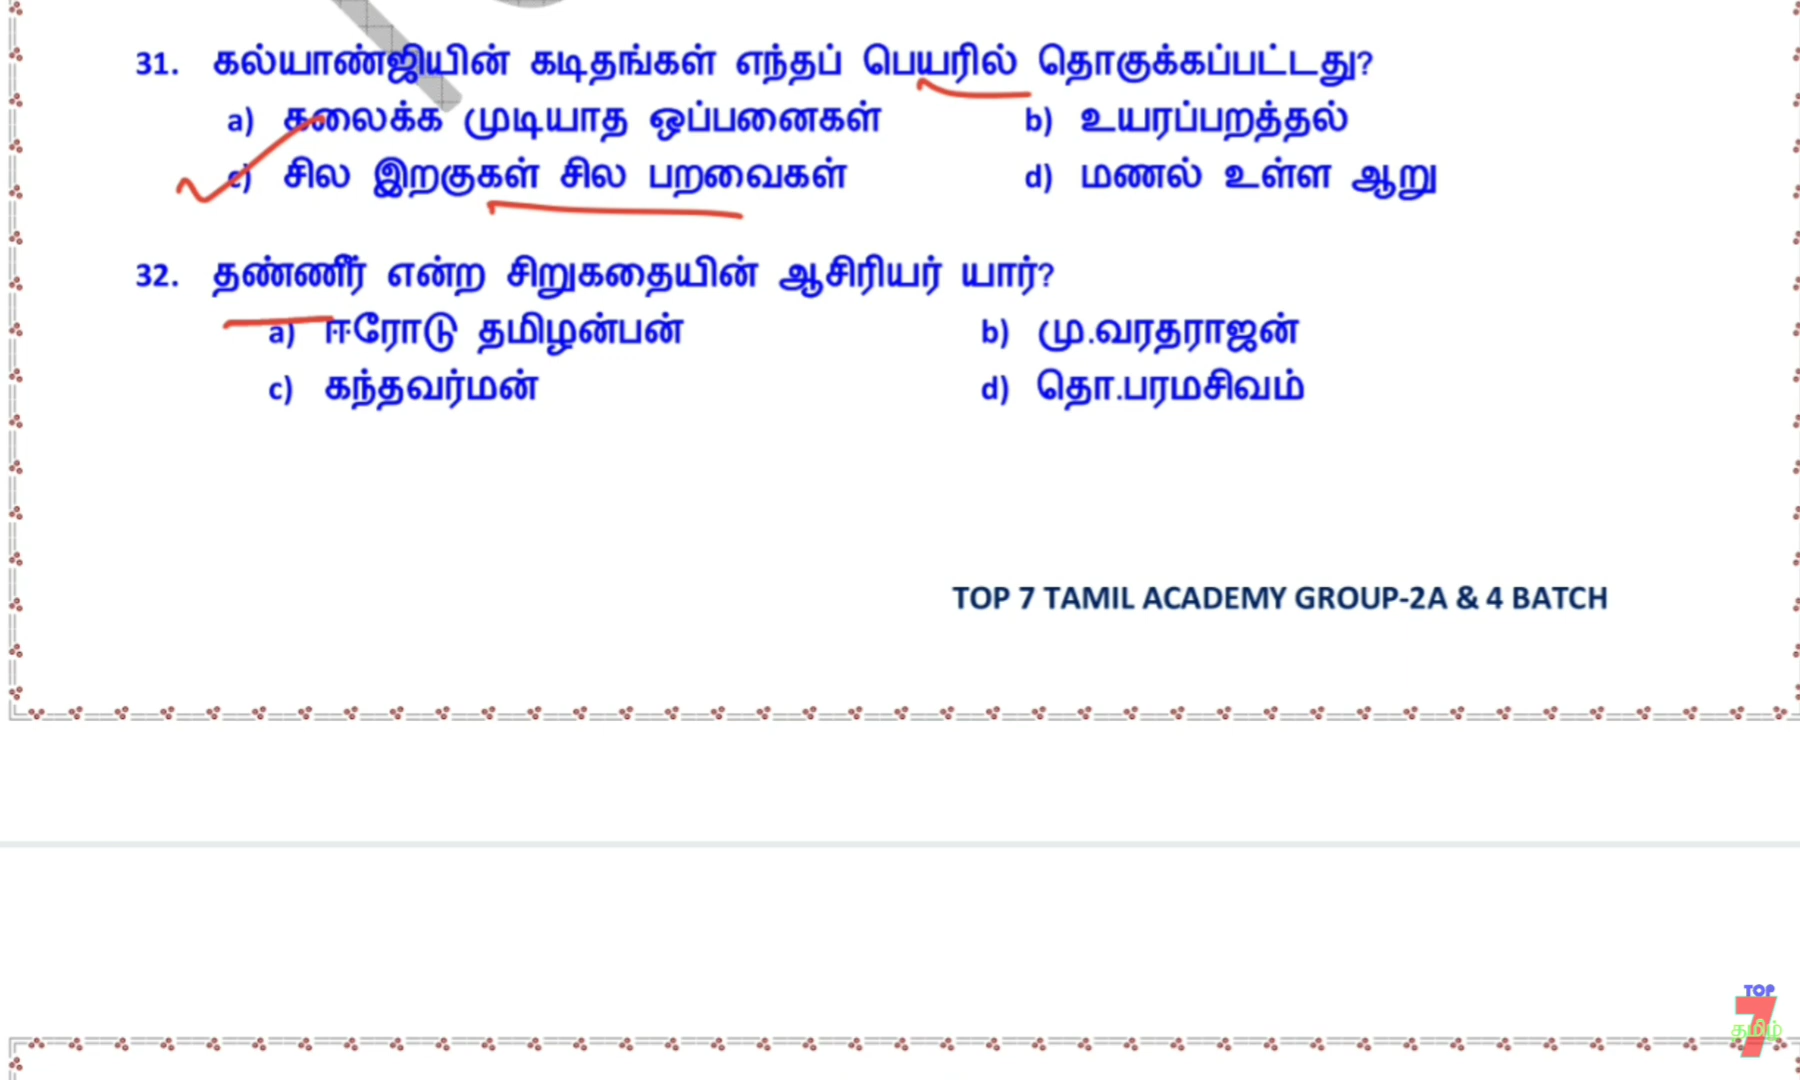 31. கல்யாண்ஜியின் கடிதங்கள் எந்தப் பெயரில் தொகுக்கப்பட்டது?
a) கலைக்க முடியாத ஒப்பனைகள் b) உயரப்பறத்தல்
c) சில இறகுகள் சில பறவைகள் d) மணல் உள்ள ஆறு
32. தண்ணீர் என்ற சிறுகதையின் ஆசிரியர் யார்?
a) ஈரோடு தமிழன்பன் b) மு.வரதராஜன்
c) கந்தவர்மன் d) தொ.பரமசிவம்
TOP 7 TAMIL ACADEMY GROUP-2A & 4 BATCH
TOP
7
தமிழ்